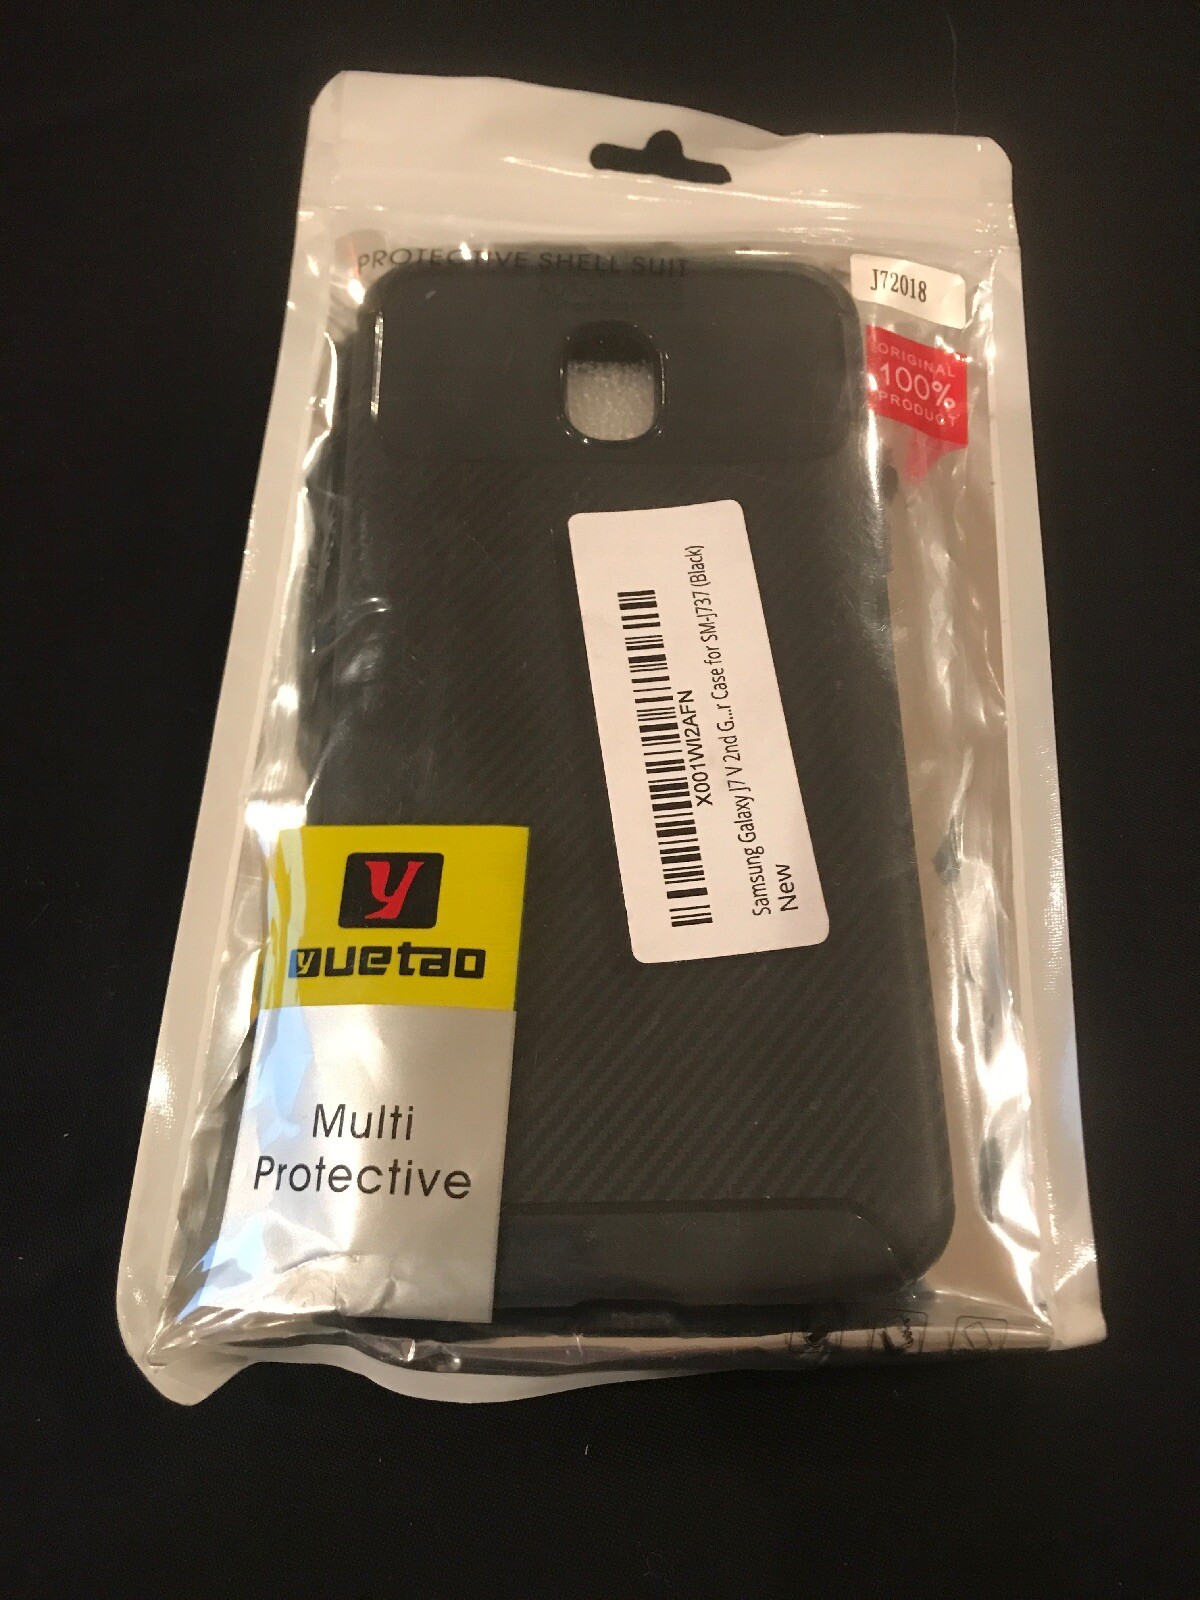 PROTECTIVE SHELL SUIT
J72018
ORIGINAL
100%
PRODUCT
X001WI2AFN
Samsung Galaxy J7 V 2nd G...r Case for SM-J737 (Black)
New
y
yuetao
Multi
Protective